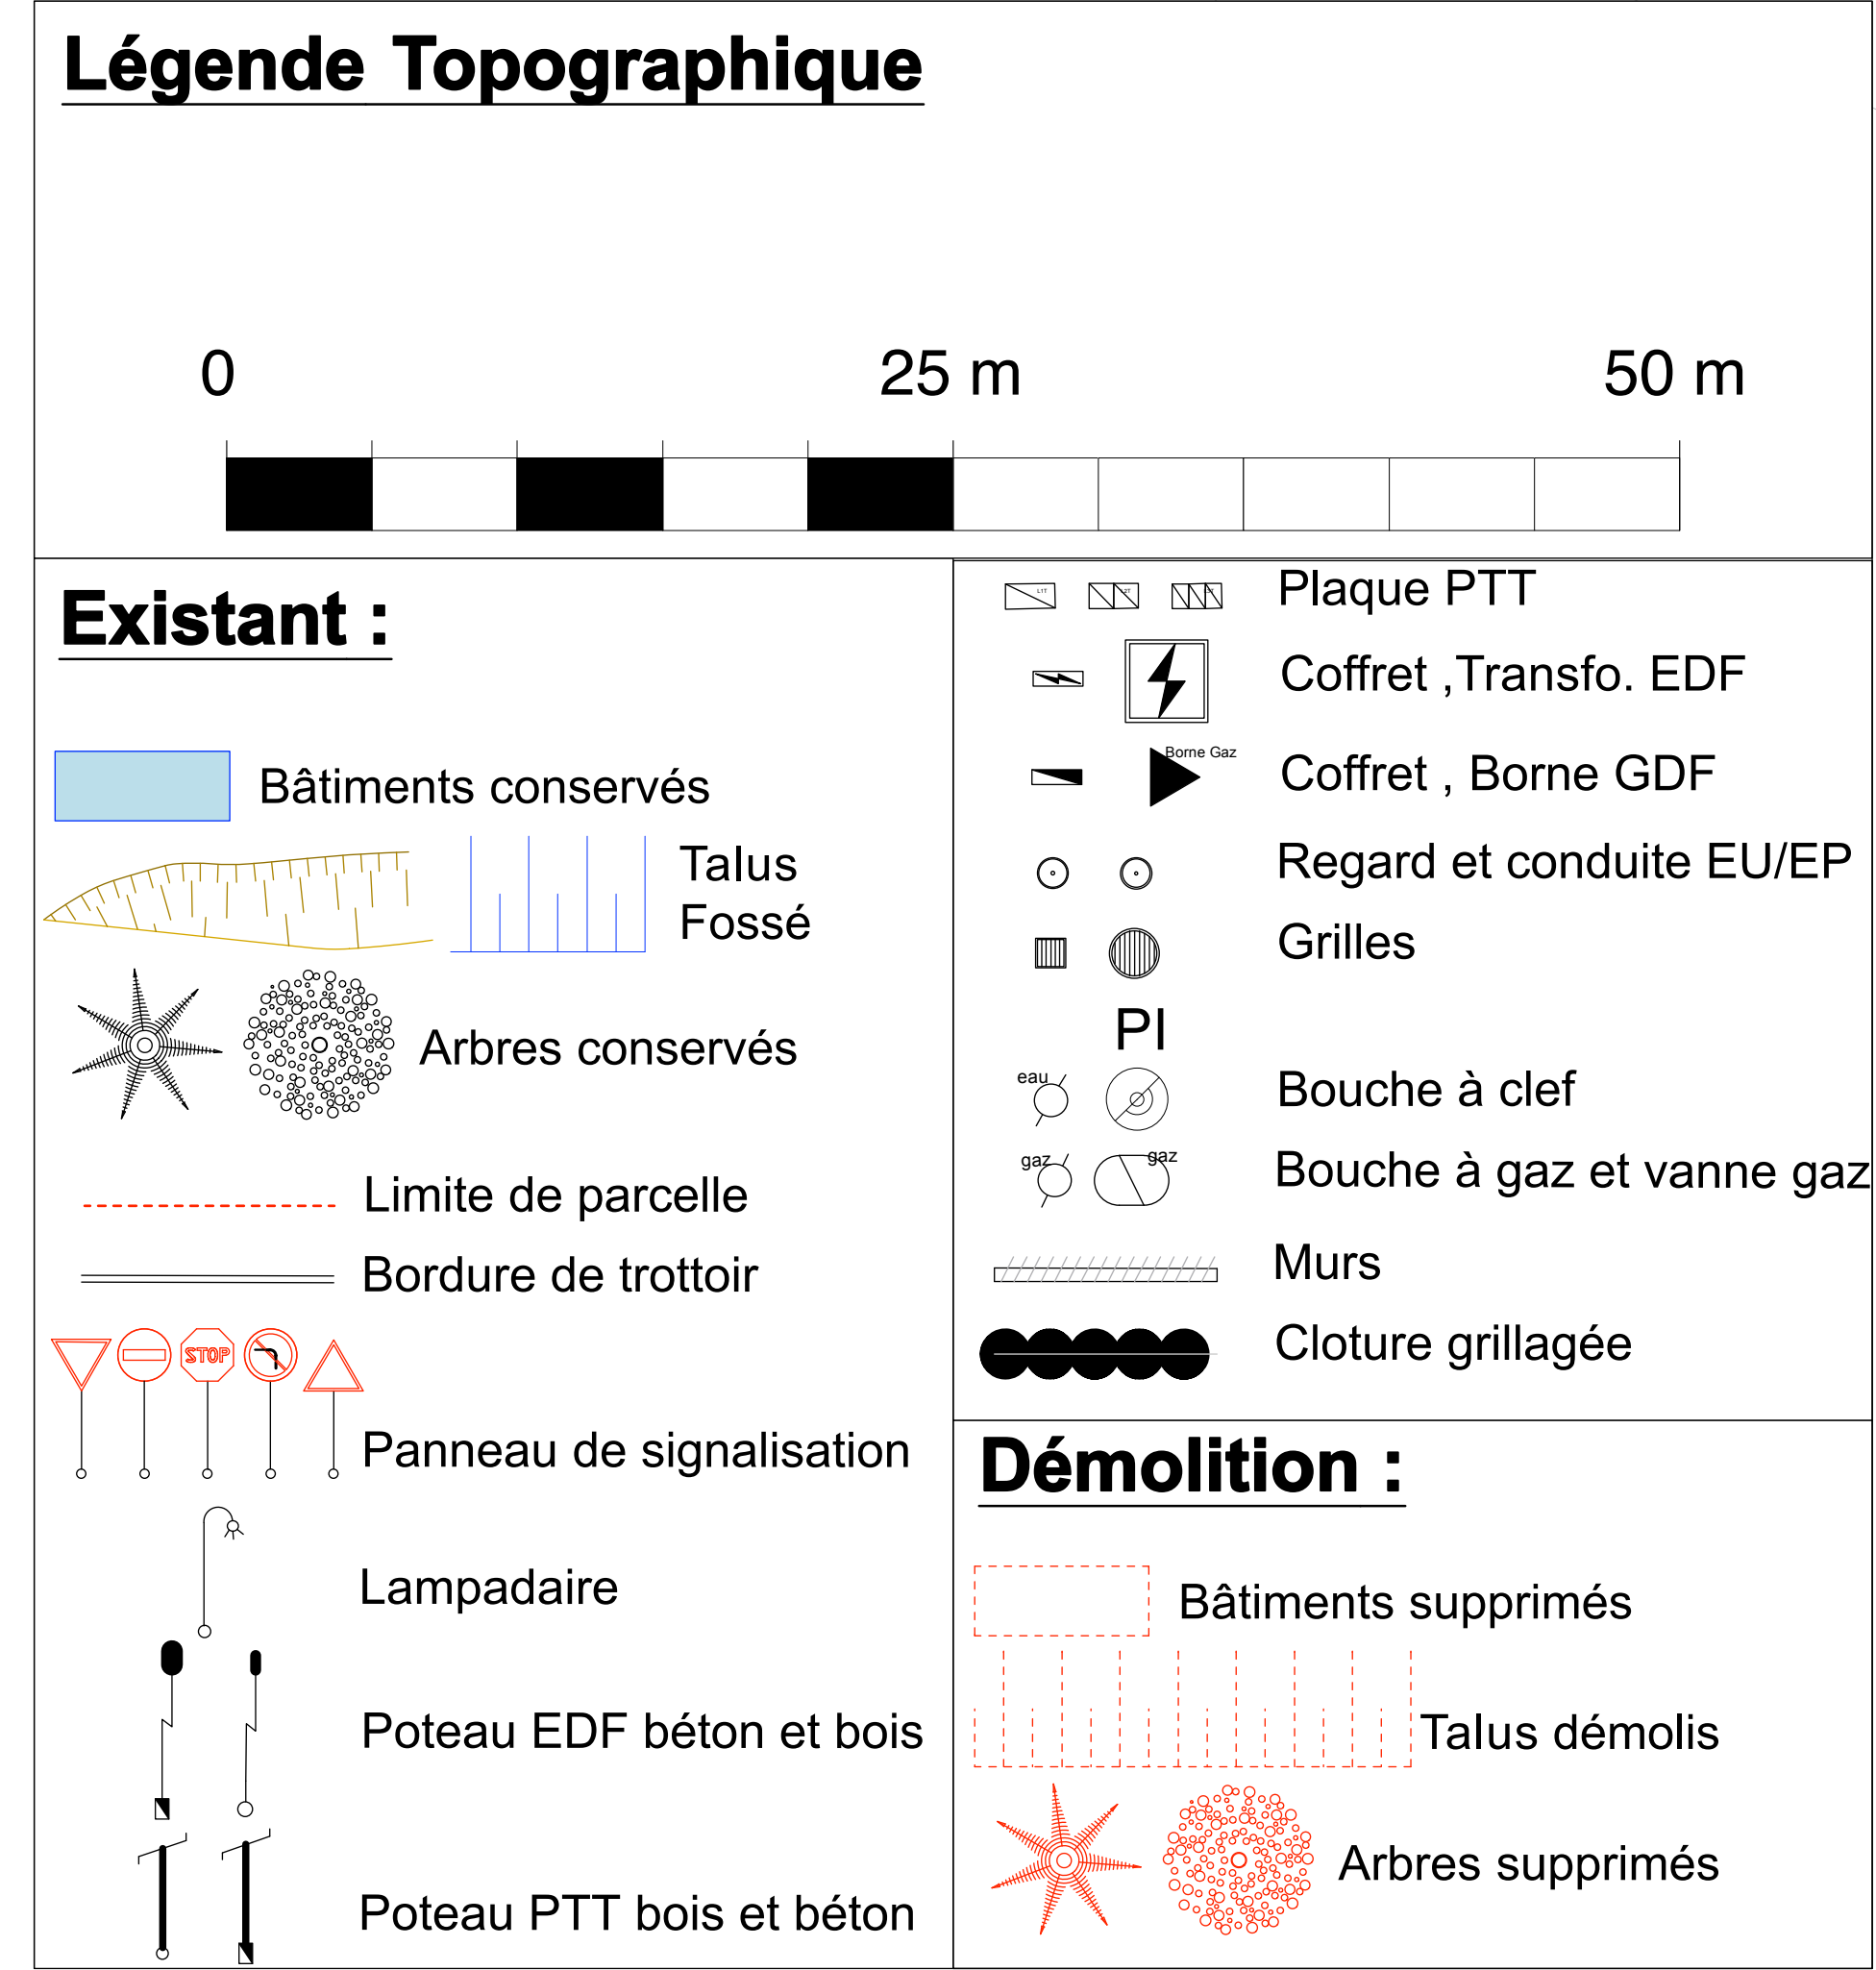 Légende Topographique
0 25 m 50 m
Existant :
Bâtiments conservés
Talus
Fossé
Arbres conservés
Limite de parcelle
Bordure de trottoir
STOP
Panneau de signalisation
Lampadaire
Poteau EDF béton et bois
Poteau PTT bois et béton
L1T L2T L3T Plaque PTT
Coffret ,Transfo. EDF
Borne Gaz
Coffret , Borne GDF
Regard et conduite EU/EP
Grilles
PI
eau Bouche à clef
gaz gaz Bouche à gaz et vanne gaz
Murs
Cloture grillagée
Démolition :
Bâtiments supprimés
Talus démolis
Arbres supprimés